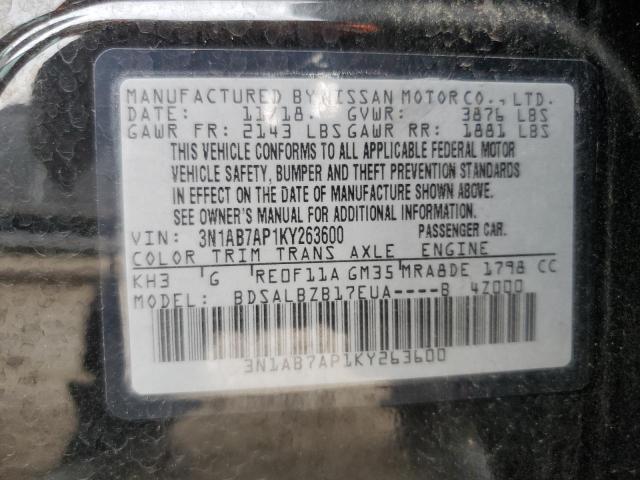 MANUFACTURED BY NISSAN MOTOR CO., LTD.
DATE: 11/18 GVWR: 3876 LBS
GAWR FR: 2143 LBS GAWR RR: 1881 LBS
THIS VEHICLE CONFORMS TO ALL APPLICABLE FEDERAL MOTOR
VEHICLE SAFETY, BUMPER AND THEFT PREVENTION STANDARDS
IN EFFECT ON THE DATE OF MANUFACTURE SHOWN ABOVE.
SEE OWNER'S MANUAL FOR ADDITIONAL INFORMATION.
VIN: 3N1AB7AP1KY263600 PASSENGER CAR.
COLOR TRIM TRANS AXLE ENGINE
KH3 G RE0F11A GM35 MRA8DE 1798 CC
MODEL: BDSALBZB17EUA----B 4Z000
3N1AB7AP1KY263600